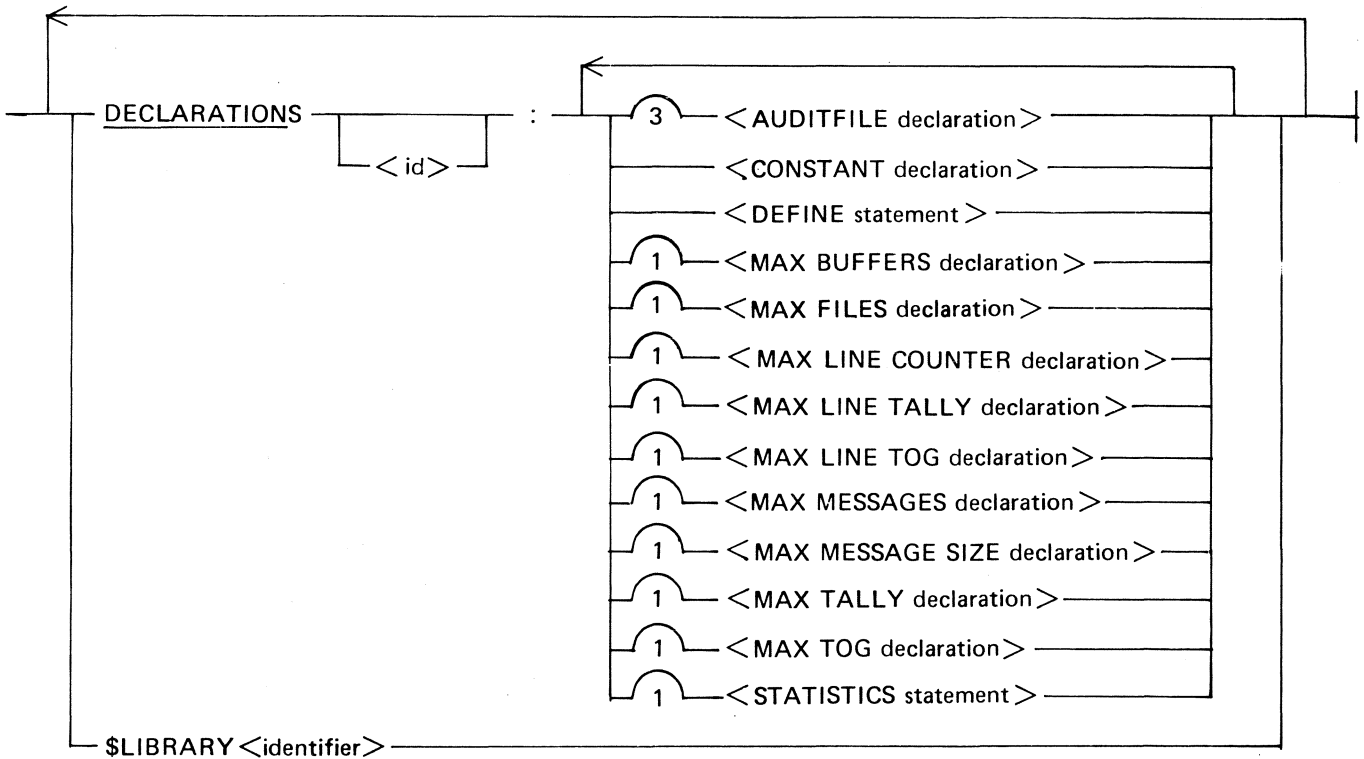 DECLARATIONS : 3 <AUDITFILE declaration>
<id>
<CONSTANT declaration>
<DEFINE statement>
1 <MAX BUFFERS declaration>
1 <MAX FILES declaration>
1 <MAX LINE COUNTER declaration>
1 <MAX LINE TALLY declaration>
1 <MAX LINE TOG declaration>
1 <MAX MESSAGES declaration>
1 <MAX MESSAGE SIZE declaration>
1 <MAX TALLY declaration>
1 <MAX TOG declaration>
1 <STATISTICS statement>
$LIBRARY <identifier>